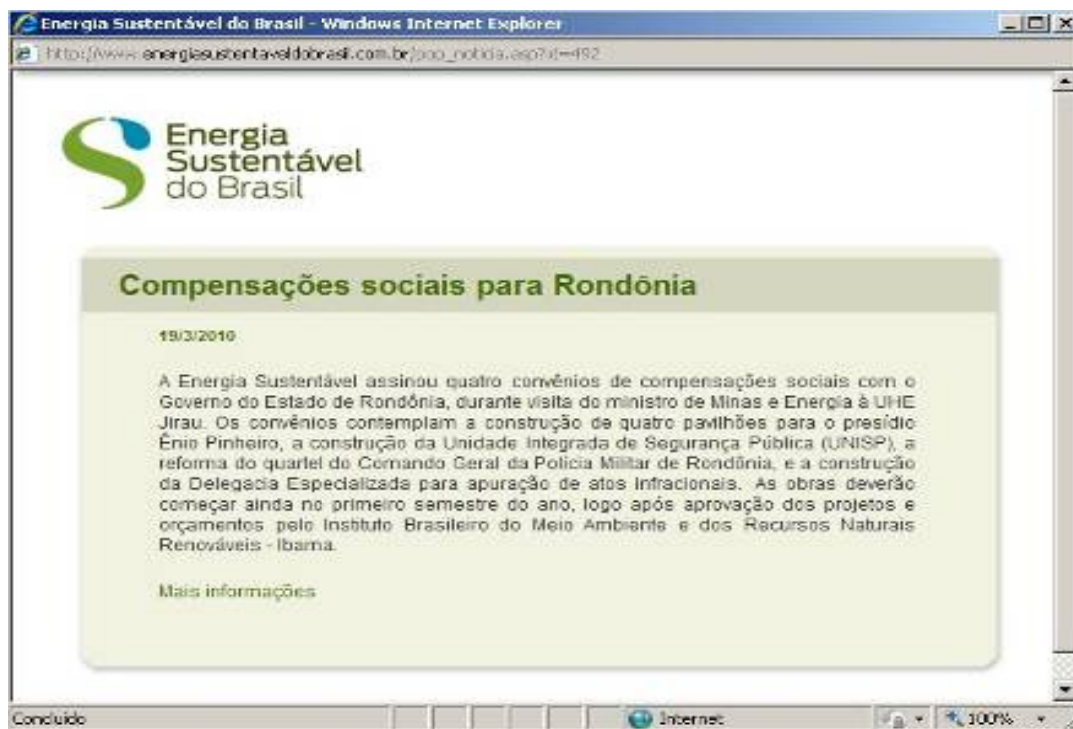 Energia Sustentável do Brasil - Windows Internet Explorer
http://www.energiasustentaveldobrasil.com.br/pop_noticia.asp?id=492
Energia
Sustentável
do Brasil
Compensações sociais para Rondônia
19/3/2010
A Energia Sustentável assinou quatro convênios de compensações sociais com o
Governo do Estado de Rondônia, durante visita do ministro de Minas e Energia à UHE
Jirau. Os convênios contemplam a construção de quatro pavilhões para o presídio
Ênio Pinheiro, a construção da Unidade Integrada de Segurança Pública (UNISP), a
reforma do quartel do Comando Geral da Polícia Militar de Rondônia, e a construção
da Delegacia Especializada para apuração de atos infracionais. As obras deverão
começar ainda no primeiro semestre do ano, logo após aprovação dos projetos e
orçamentos pelo Instituto Brasileiro do Meio Ambiente e dos Recursos Naturais
Renováveis - Ibama.
Mais informações
Concluído
Internet
100%